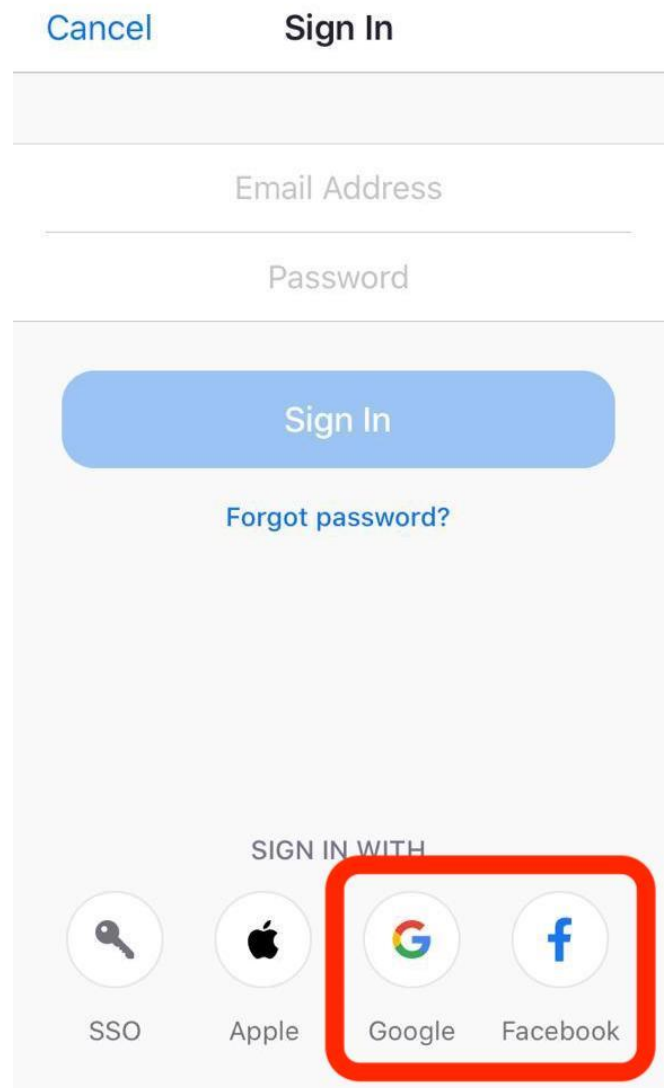 Cancel Sign In
Email Address
Password
Sign In
Forgot password?
SIGN IN WITH
SSO Apple Google Facebook